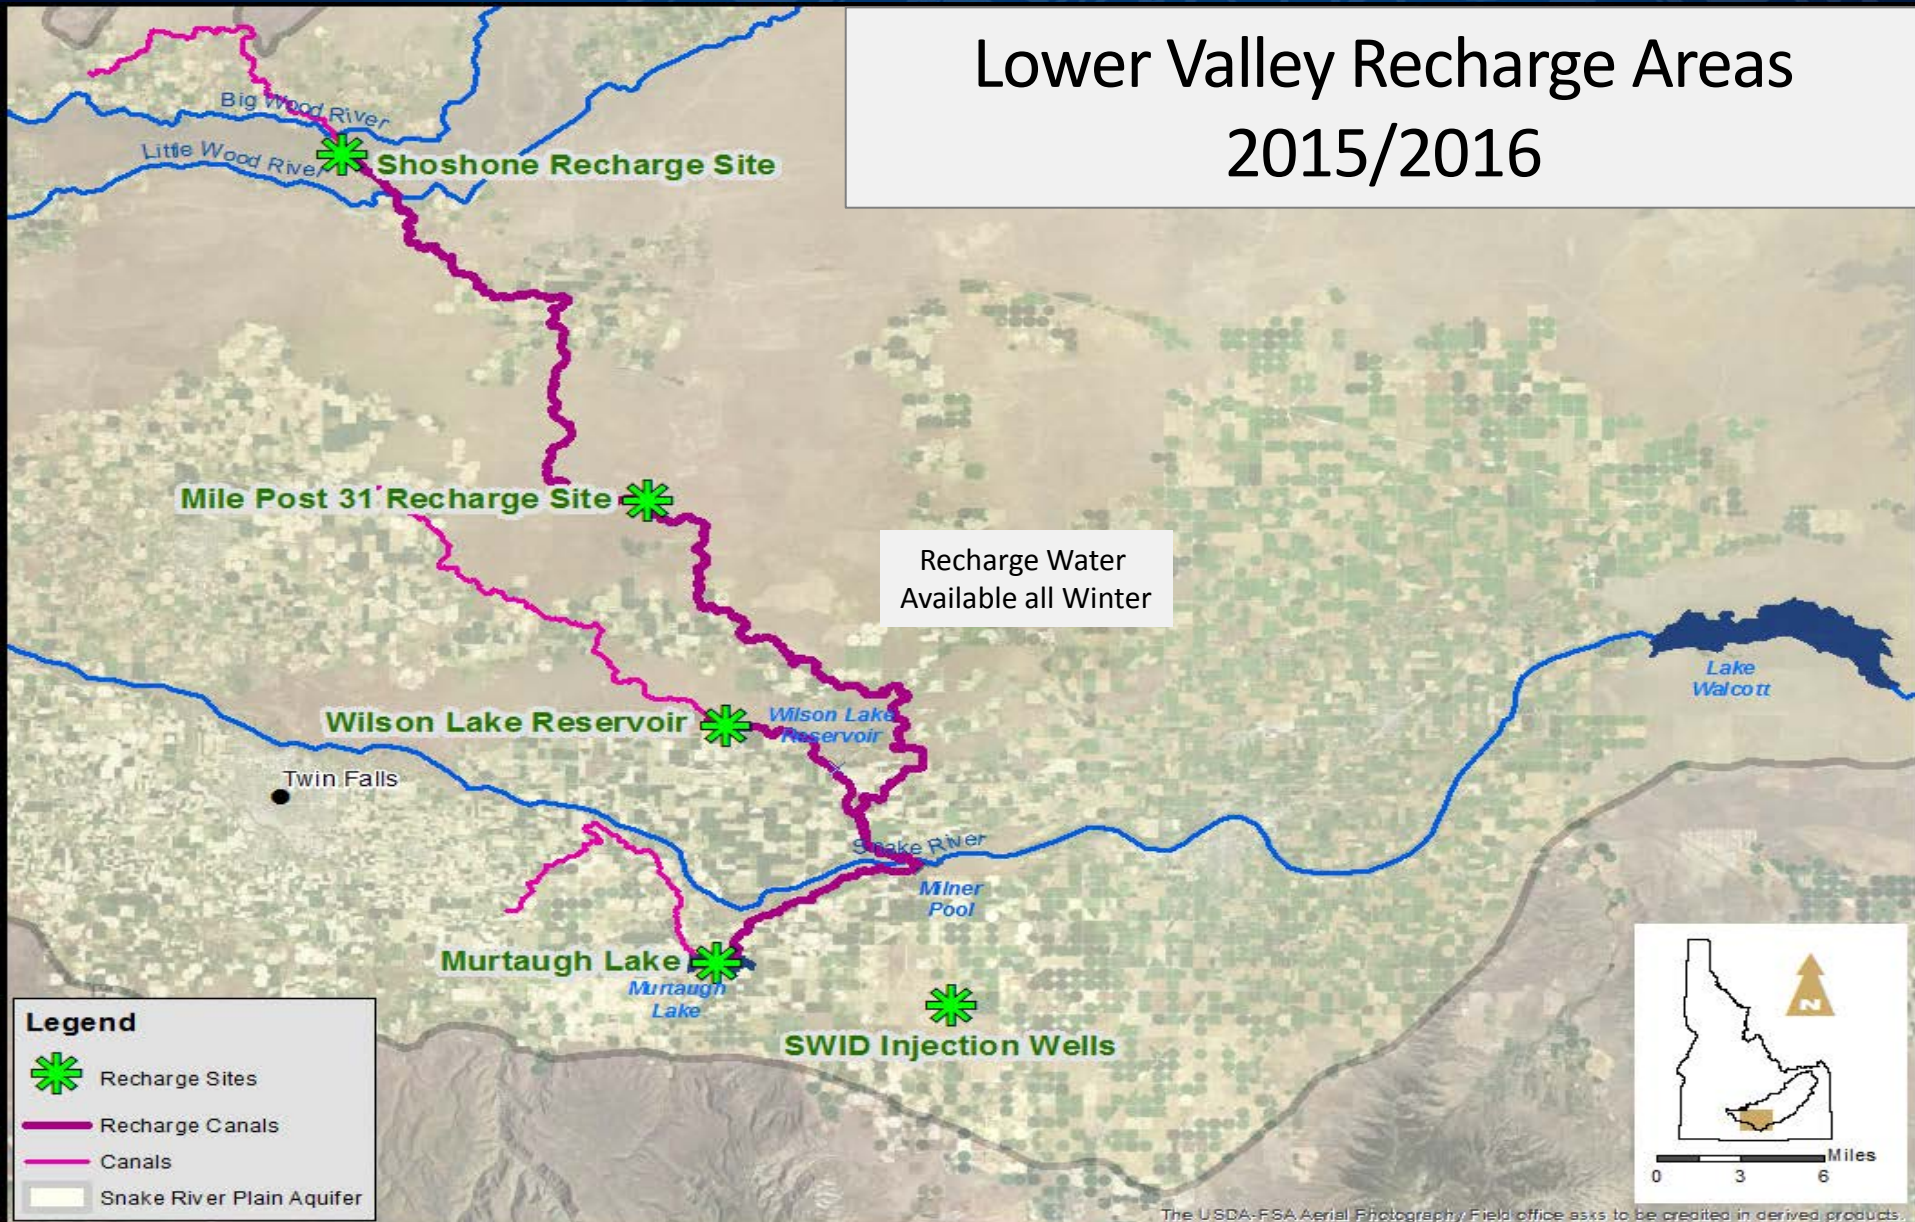 Lower Valley Recharge Areas
2015/2016
Big Wood River
Little Wood River
Shoshone Recharge Site
Mile Post 31 Recharge Site
Recharge Water
Available all Winter
Lake
Walcott
Wilson Lake Reservoir
Wilson Lake
Reservoir
Twin Falls
Snake River
Milner
Pool
Murtaugh Lake
Murtaugh
Lake
SWID Injection Wells
Legend
Recharge Sites
Recharge Canals
Canals
Snake River Plain Aquifer
N
Miles
0 3 6
The USDA-FSA Aerial Photography Field office asks to be credited in derived products.